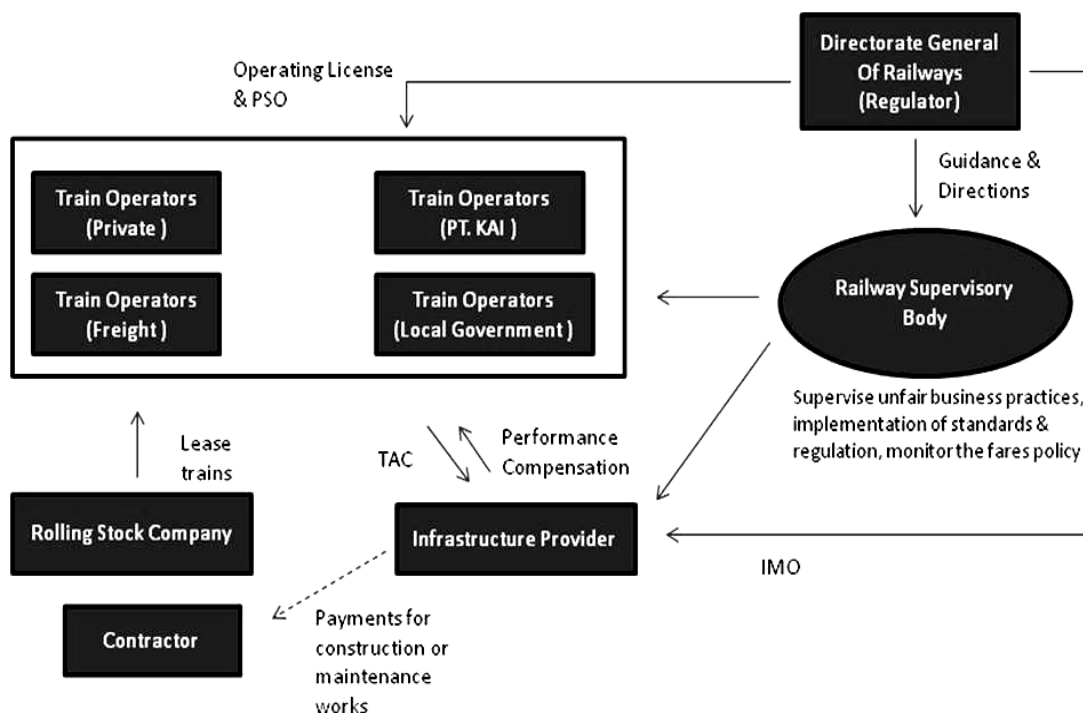 Directorate General
Of Railways
(Regulator)
Operating License
& PSO
Guidance &
Directions
Train Operators
(Private )
Train Operators
(PT. KAI )
Train Operators
(Freight )
Train Operators
(Local Government )
Railway Supervisory
Body
Supervise unfair business practices,
implementation of standards &
regulation, monitor the fares policy
Lease
trains
TAC
Performance
Compensation
Rolling Stock Company
Infrastructure Provider
IMO
Contractor
Payments for
construction or
maintenance
works